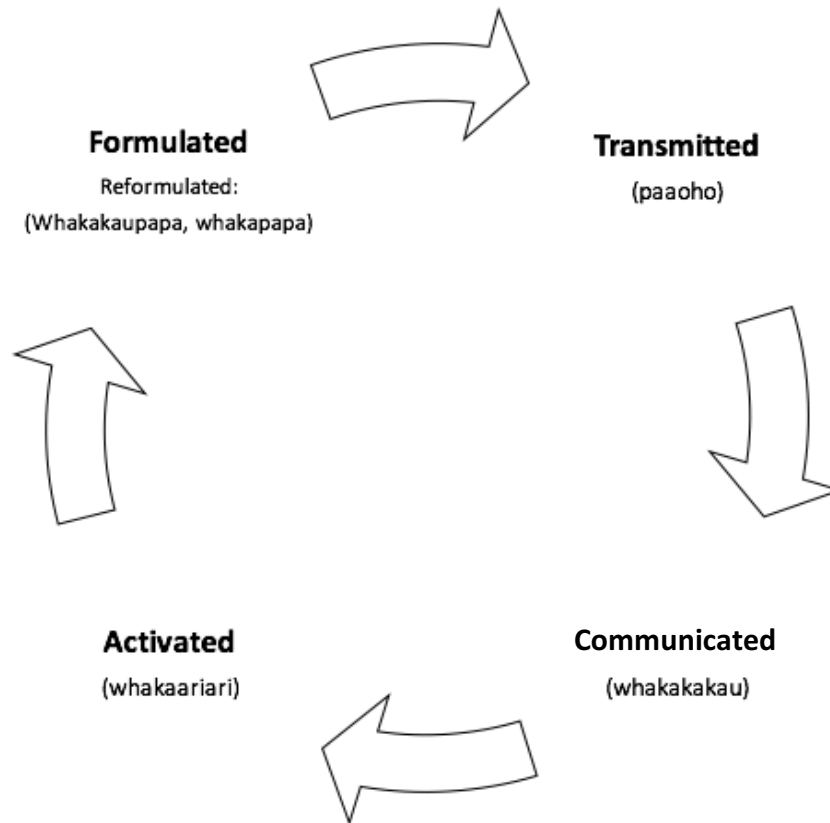 Formulated
Reformulated:
(Whakakaupapa, whakapapa)
Transmitted
(paaoho)
Communicated
(whakakakau)
Activated
(whakaariari)